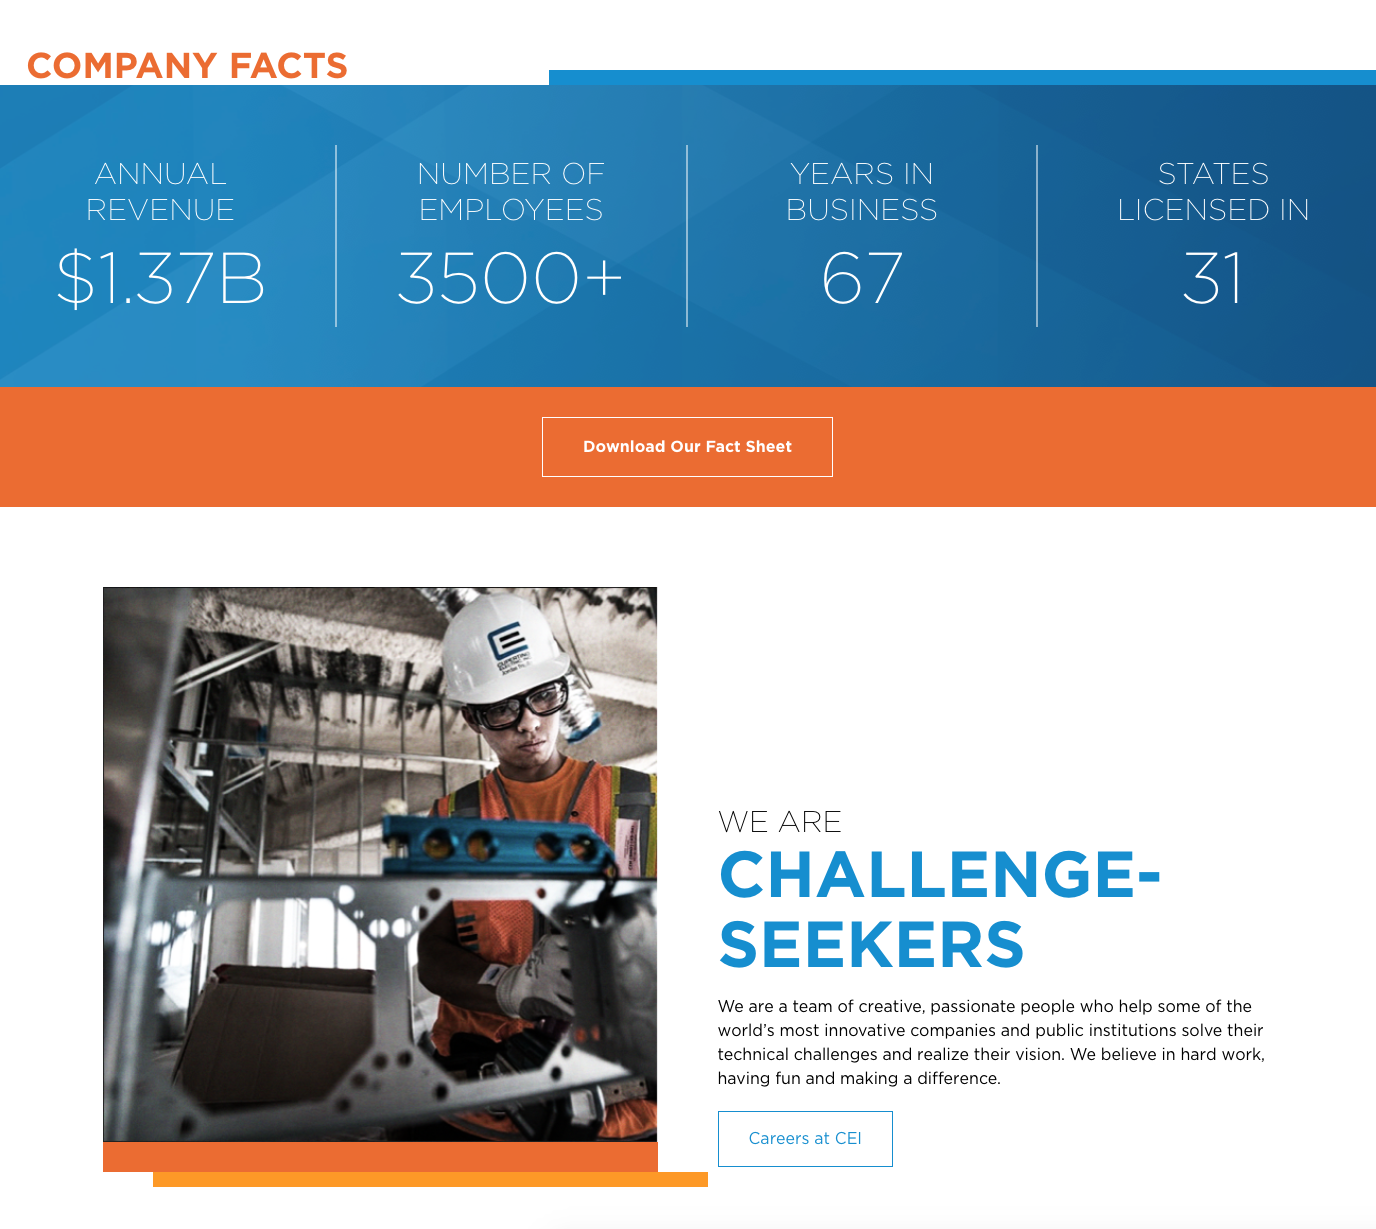 COMPANY FACTS
ANNUAL
REVENUE
$1.37B
NUMBER OF
EMPLOYEES
3500+
YEARS IN
BUSINESS
67
STATES
LICENSED IN
31
Download Our Fact Sheet
CUPERTINO
ELECTRIC, INC.
WE ARE
CHALLENGE-
SEEKERS
We are a team of creative, passionate people who help some of the
world’s most innovative companies and public institutions solve their
technical challenges and realize their vision. We believe in hard work,
having fun and making a difference.
Careers at CEI